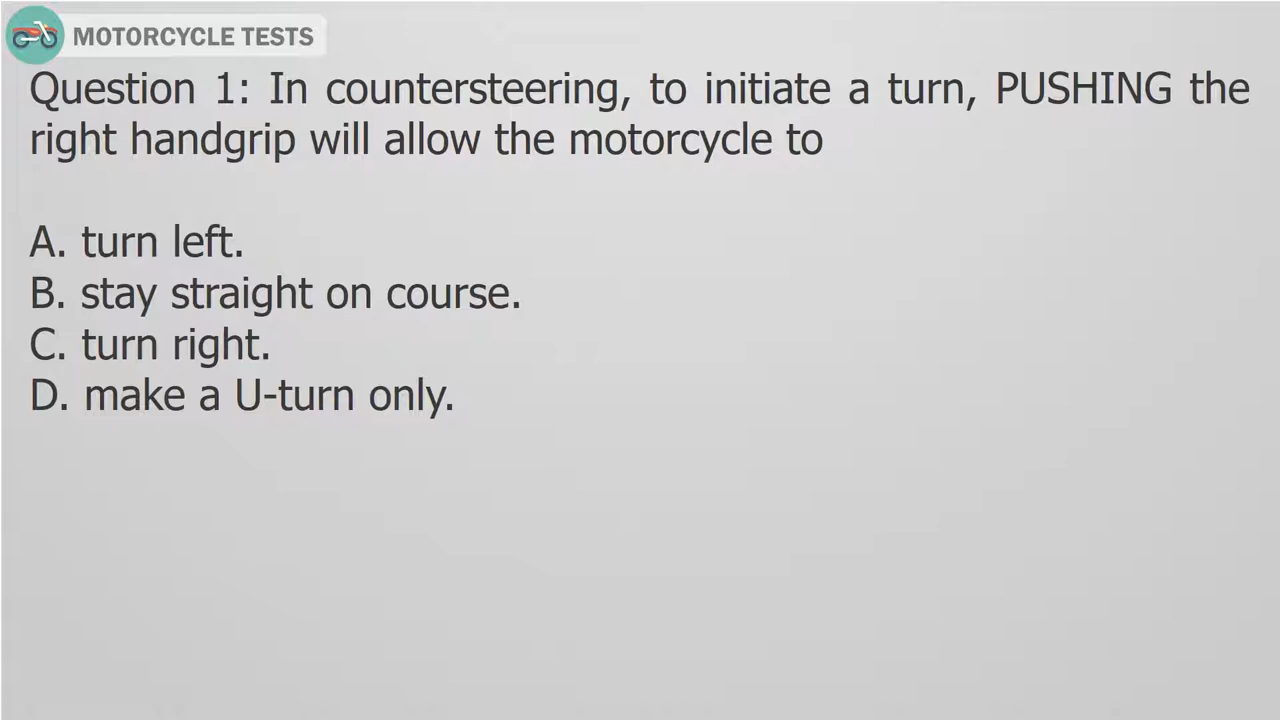 MOTORCYCLE TESTS
Question 1: In countersteering, to initiate a turn, PUSHING the
right handgrip will allow the motorcycle to
A. turn left.
B. stay straight on course.
C. turn right.
D. make a U-turn only.